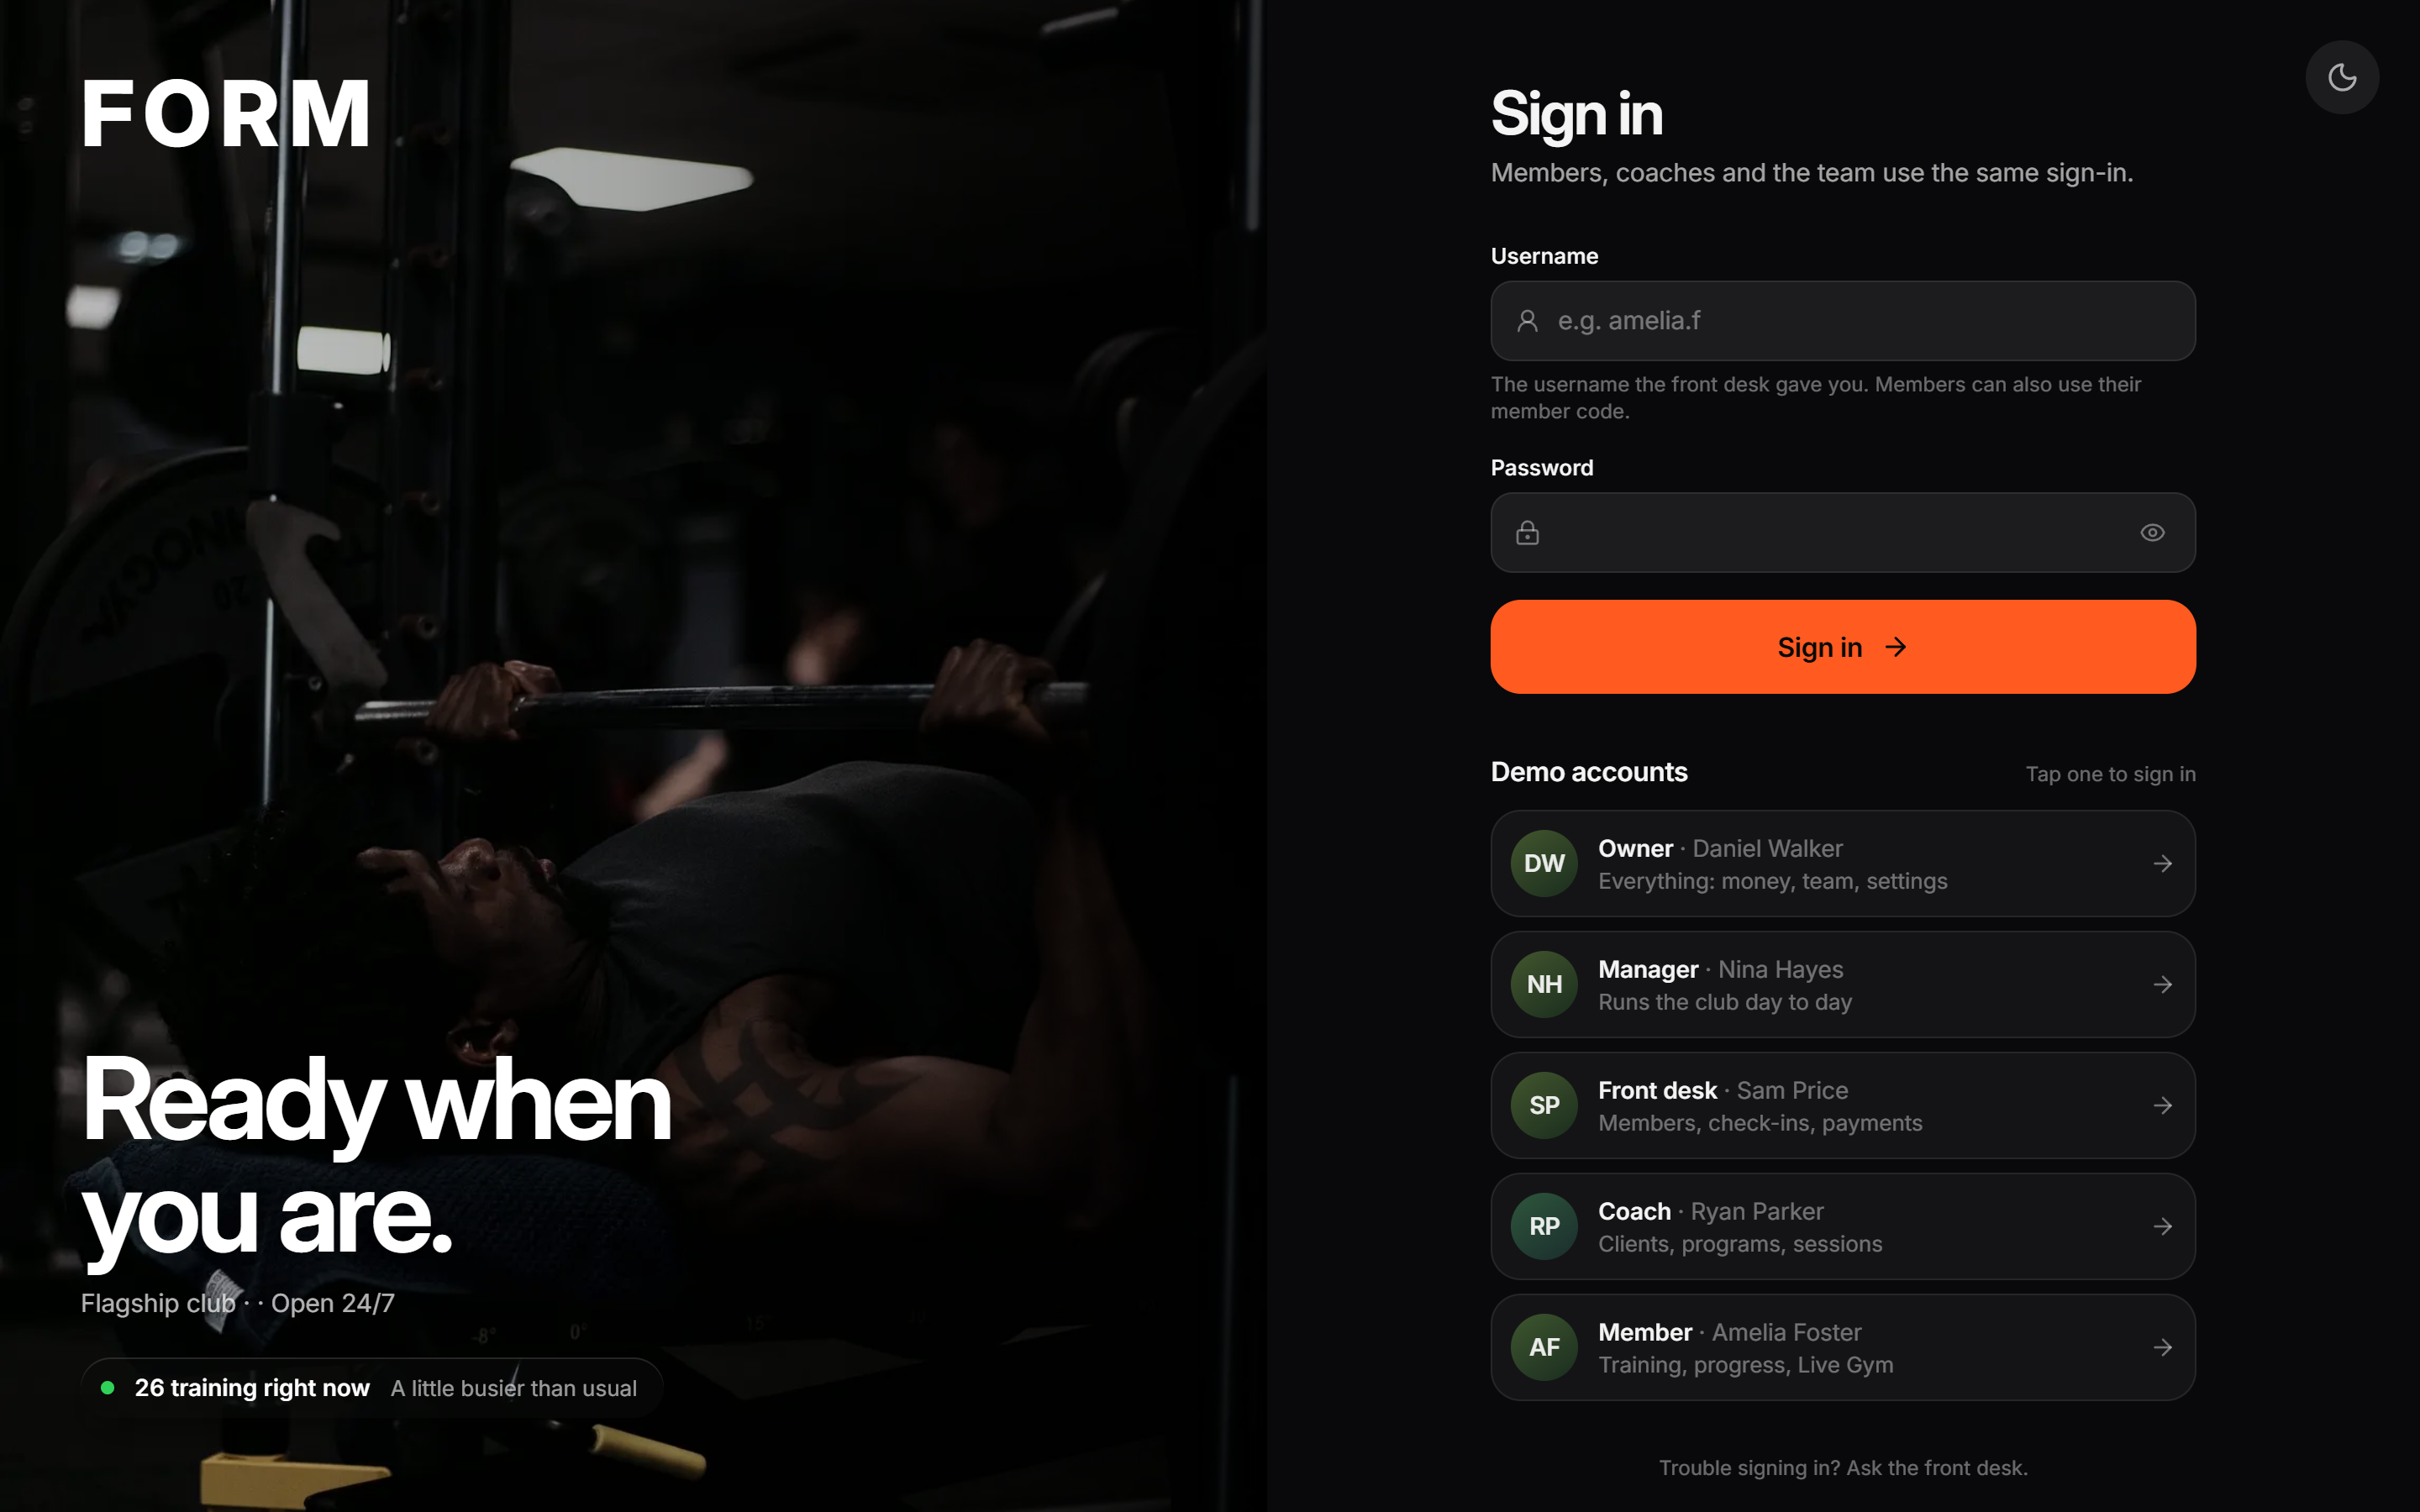 FORM
Ready when
you are.
Flagship club · · Open 24/7
-8° 0° 15°
26 training right now A little busier than usual
Sign in
Members, coaches and the team use the same sign-in.
Username
e.g. amelia.f
The username the front desk gave you. Members can also use their
member code.
Password
Sign in →
Demo accounts Tap one to sign in
DW Owner · Daniel Walker
Everything: money, team, settings
NH Manager · Nina Hayes
Runs the club day to day
SP Front desk · Sam Price
Members, check-ins, payments
RP Coach · Ryan Parker
Clients, programs, sessions
AF Member · Amelia Foster
Training, progress, Live Gym
Trouble signing in? Ask the front desk.